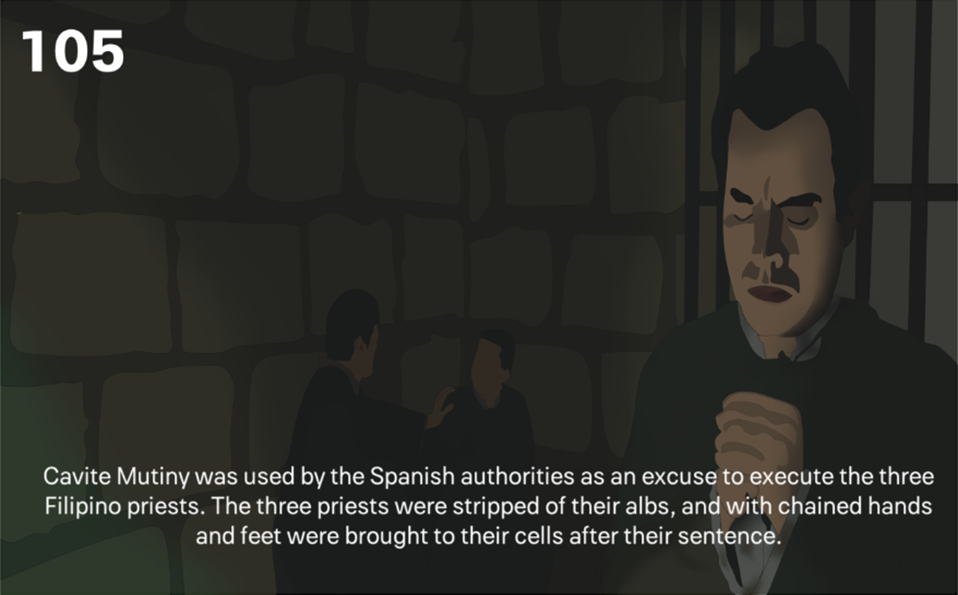 105
Cavite Mutiny was used by the Spanish authorities as an excuse to execute the three
Filipino priests. The three priests were stripped of their albs, and with chained hands
and feet were brought to their cells after their sentence.